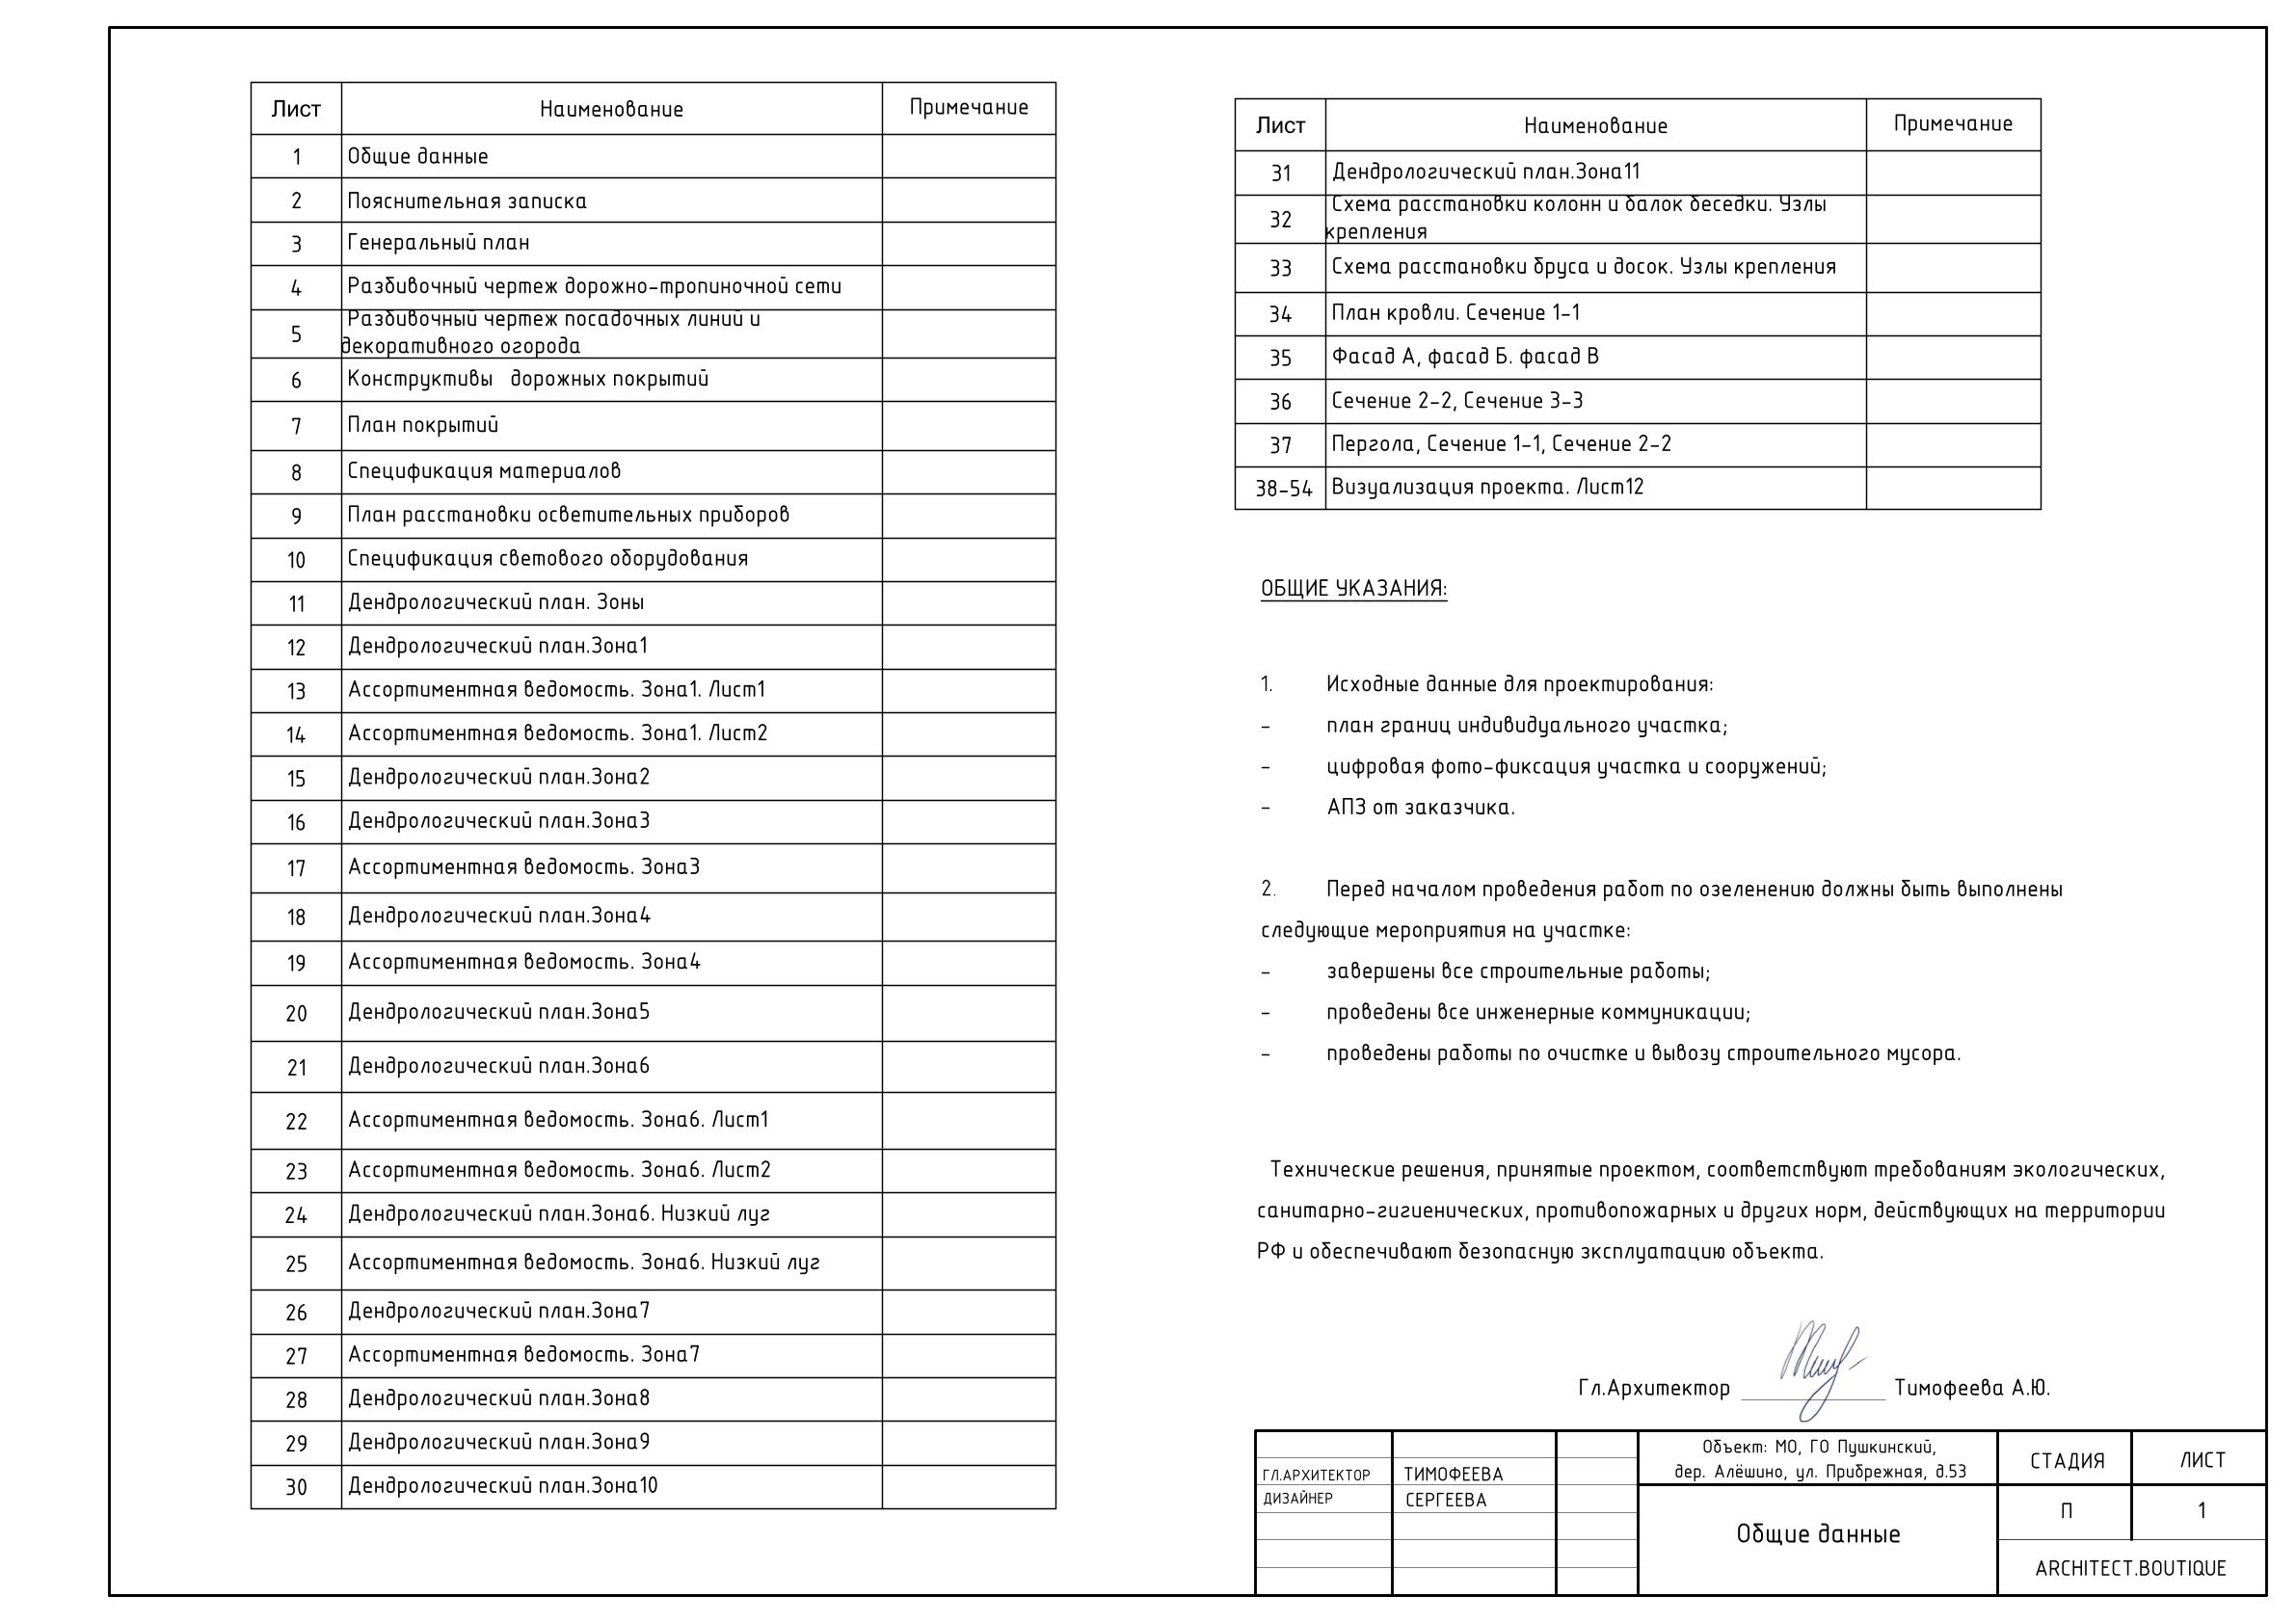 Лист Наименование Примечание
1 Общие данные
2 Пояснительная записка
3 Генеральный план
4 Разбивочный чертеж дорожно-тропиночной сети
5 Разбивочный чертеж посадочных линий и
декоративного огорода
6 Конструктивы дорожных покрытий
7 План покрытий
8 Спецификация материалов
9 План расстановки осветительных приборов
10 Спецификация светового оборудования
11 Дендрологический план. Зоны
12 Дендрологический план.Зона1
13 Ассортиментная ведомость. Зона1. Лист1
14 Ассортиментная ведомость. Зона1. Лист2
15 Дендрологический план.Зона2
16 Дендрологический план.Зона3
17 Ассортиментная ведомость. Зона3
18 Дендрологический план.Зона4
19 Ассортиментная ведомость. Зона4
20 Дендрологический план.Зона5
21 Дендрологический план.Зона6
22 Ассортиментная ведомость. Зона6. Лист1
23 Ассортиментная ведомость. Зона6. Лист2
24 Дендрологический план.Зона6. Низкий луг
25 Ассортиментная ведомость. Зона6. Низкий луг
26 Дендрологический план.Зона7
27 Ассортиментная ведомость. Зона7
28 Дендрологический план.Зона8
29 Дендрологический план.Зона9
30 Дендрологический план.Зона10
Лист Наименование Примечание
31 Дендрологический план.Зона11
32 Схема расстановки колонн и балок беседки. Узлы
крепления
33 Схема расстановки бруса и досок. Узлы крепления
34 План кровли. Сечение 1-1
35 Фасад А, фасад Б. фасад В
36 Сечение 2-2, Сечение 3-3
37 Пергола, Сечение 1-1, Сечение 2-2
38-54 Визуализация проекта. Лист12
ОБЩИЕ УКАЗАНИЯ:
1. Исходные данные для проектирования:
- план границ индивидуального участка;
- цифровая фото-фиксация участка и сооружений;
- АПЗ от заказчика.
2. Перед началом проведения работ по озеленению должны быть выполнены
следующие мероприятия на участке:
- завершены все строительные работы;
- проведены все инженерные коммуникации;
- проведены работы по очистке и вывозу строительного мусора.
Технические решения, принятые проектом, соответствуют требованиям экологических,
санитарно-гигиенических, противопожарных и других норм, действующих на территории
РФ и обеспечивают безопасную эксплуатацию объекта.
Гл.Архитектор Тимофеева А.Ю.
ГЛ.АРХИТЕКТОР ТИМОФЕЕВА
ДИЗАЙНЕР СЕРГЕЕВА
Объект: МО, ГО Пушкинский,
дер. Алёшино, ул. Прибрежная, д.53
Общие данные
СТАДИЯ ЛИСТ
П 1
ARCHITECT.BOUTIQUE